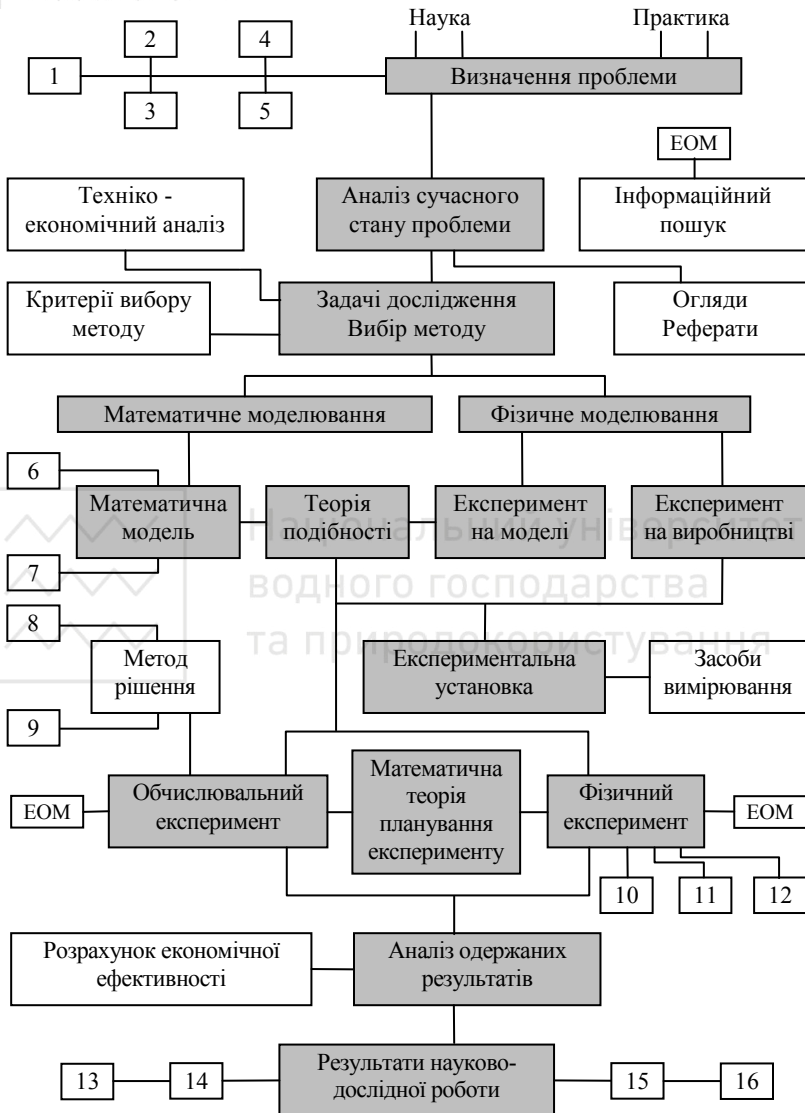 Наука
Практика
2
4
1
Визначення проблеми
3
5
ЕОМ
Техніко -
економічний аналіз
Аналіз сучасного
стану проблеми
Інформаційний
пошук
Критерії вибору
методу
Задачі дослідження
Вибір методу
Огляди
Реферати
Математичне моделювання
Фізичне моделювання
6
Математична
модель
Теорія
подібності
Експеримент
на моделі
Експеримент
на виробництві
Національний університет
водного господарства
та природокористування
7
8
Метод
рішення
Експериментальна
установка
Засоби
вимірювання
9
ЕОМ
Обчислювальний
експеримент
Математична
теорія
планування
експерименту
Фізичний
експеримент
ЕОМ
10
11
12
Розрахунок економічної
ефективності
Аналіз одержаних
результатів
13
14
Результати науково-
дослідної роботи
15
16